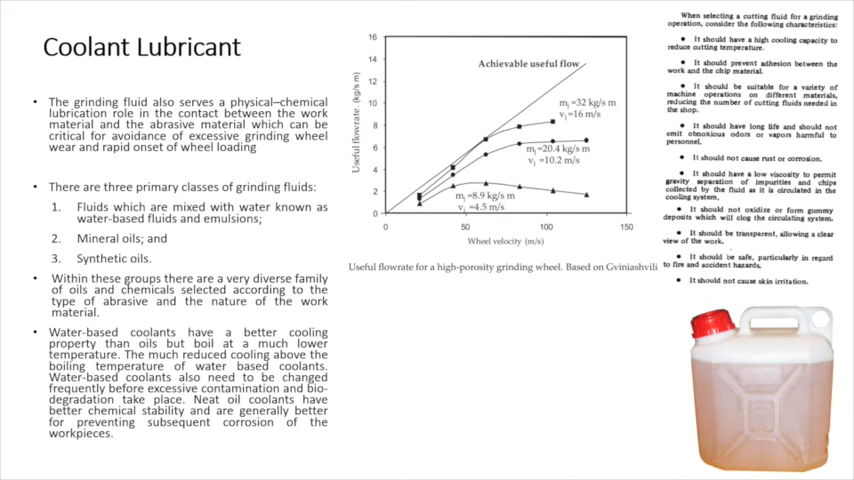 Coolant Lubricant
• The grinding fluid also serves a physical–chemical
lubrication role in the contact between the work
material and the abrasive material which can be
critical for avoidance of excessive grinding wheel
wear and rapid onset of wheel loading
• There are three primary classes of grinding fluids:
1. Fluids which are mixed with water known as
water-based fluids and emulsions;
2. Mineral oils; and
3. Synthetic oils.
• Within these groups there are a very diverse family
of oils and chemicals selected according to the
type of abrasive and the nature of the work
material.
• Water-based coolants have a better cooling
property than oils but boil at a much lower
temperature. The much reduced cooling above the
boiling temperature of water based coolants.
Water-based coolants also need to be changed
frequently before excessive contamination and bio-
degradation take place. Neat oil coolants have
better chemical stability and are generally better
for preventing subsequent corrosion of the
workpieces.
Useful flowrate . (kg/s m)
16
14
12
10
8
6
4
2
0
Achievable useful flow
mj =32 kg/s m
vj =16 m/s
mj =20.4 kg/s m
vj =10.2 m/s
mj =8.9 kg/s m
vj =4.5 m/s
0 50 100 150
Wheel velocity (m/s)
Useful flowrate for a high-porosity grinding wheel. Based on Gviniashvili
When selecting a cutting fluid for a grinding
operation, consider the following characteristics:
• It should have a high cooling capacity to
reduce cutting temperature.
• It should prevent adhesion between the
work and the chip material.
• It should be suitable for a variety of
machine operations on different materials,
reducing the number of cutting fluids needed in
the shop.
• It should have long life and should not
emit obnoxious odors or vapors harmful to
personnel.
• It should not cause rust or corrosion.
• It should have a low viscosity to permit
gravity separation of impurities and chips
collected by the fluid as it is circulated in the
cooling system.
• It should not oxidize or form gummy
deposits which will clog the circulating system.
• It should be transparent, allowing a clear
view of the work.
• It should be safe, particularly in regard
to fire and accident hazards.
• It should not cause skin irritation.